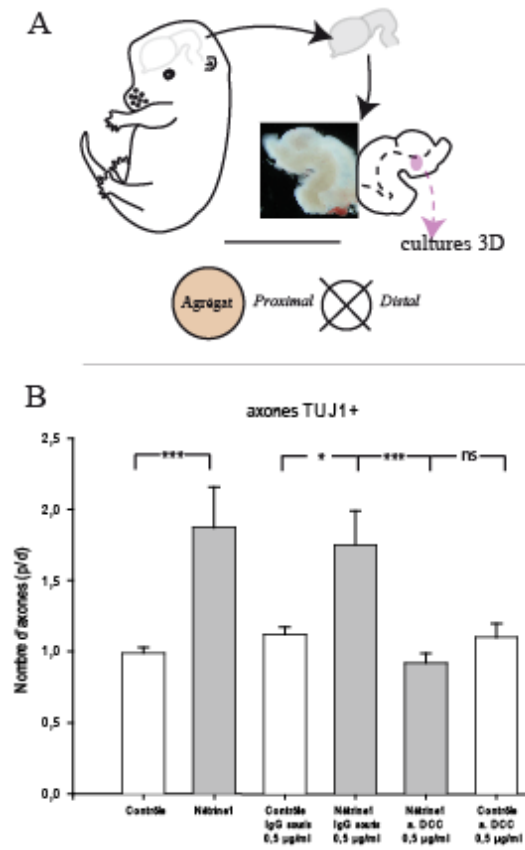 A
cultures 3D
Agrégat Proximal Distal
B
axones TUJ1+
Nombre d'axones (p/d)
2,5
2,0
1,5
1,0
0,5
0,0
*** * *** ns
Contrôle Nétrine1 Contrôle Nétrine1 Nétrine1 Contrôle
IgG souris IgG souris a. DCC a. DCC
0,5 µg/ml 0,5 µg/ml 0,5 µg/ml 0,5 µg/ml